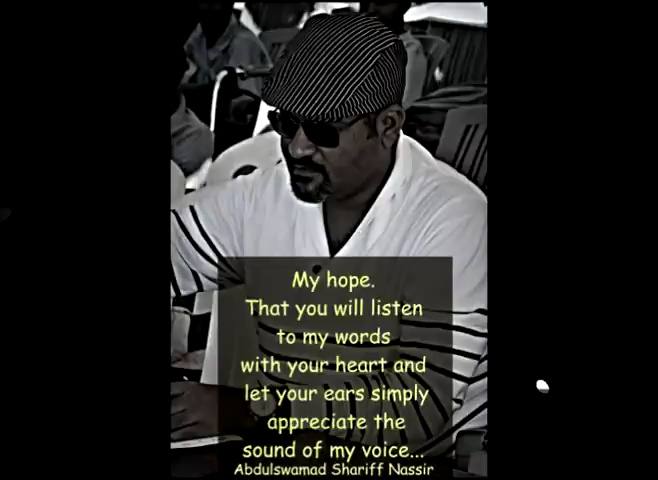 My hope.
That you will listen
to my words
with your heart and
let your ears simply
appreciate the
sound of my voice...
Abdulswamad Shariff Nassir